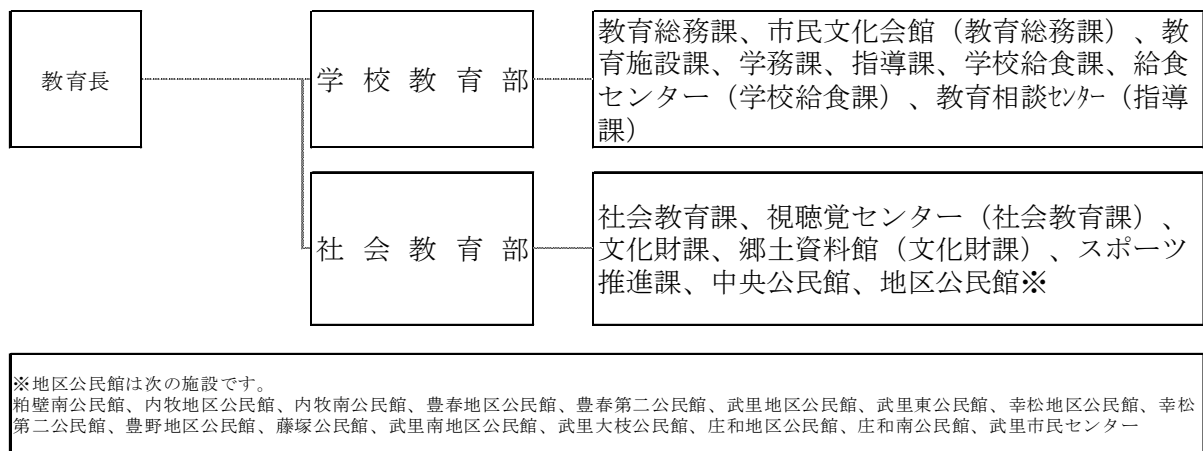 教育長
学校教育部
教育総務課、市民文化会館（教育総務課）、教
育施設課、学務課、指導課、学校給食課、給食
センター（学校給食課）、教育相談ｾﾝﾀｰ（指導
課）
社会教育部
社会教育課、視聴覚センター（社会教育課）、
文化財課、郷土資料館（文化財課）、スポーツ
推進課、中央公民館、地区公民館※
※地区公民館は次の施設です。
粕壁南公民館、内牧地区公民館、内牧南公民館、豊春地区公民館、豊春第二公民館、武里地区公民館、武里東公民館、幸松地区公民館、幸松
第二公民館、豊野地区公民館、藤塚公民館、武里南地区公民館、武里大枝公民館、庄和地区公民館、庄和南公民館、武里市民センター